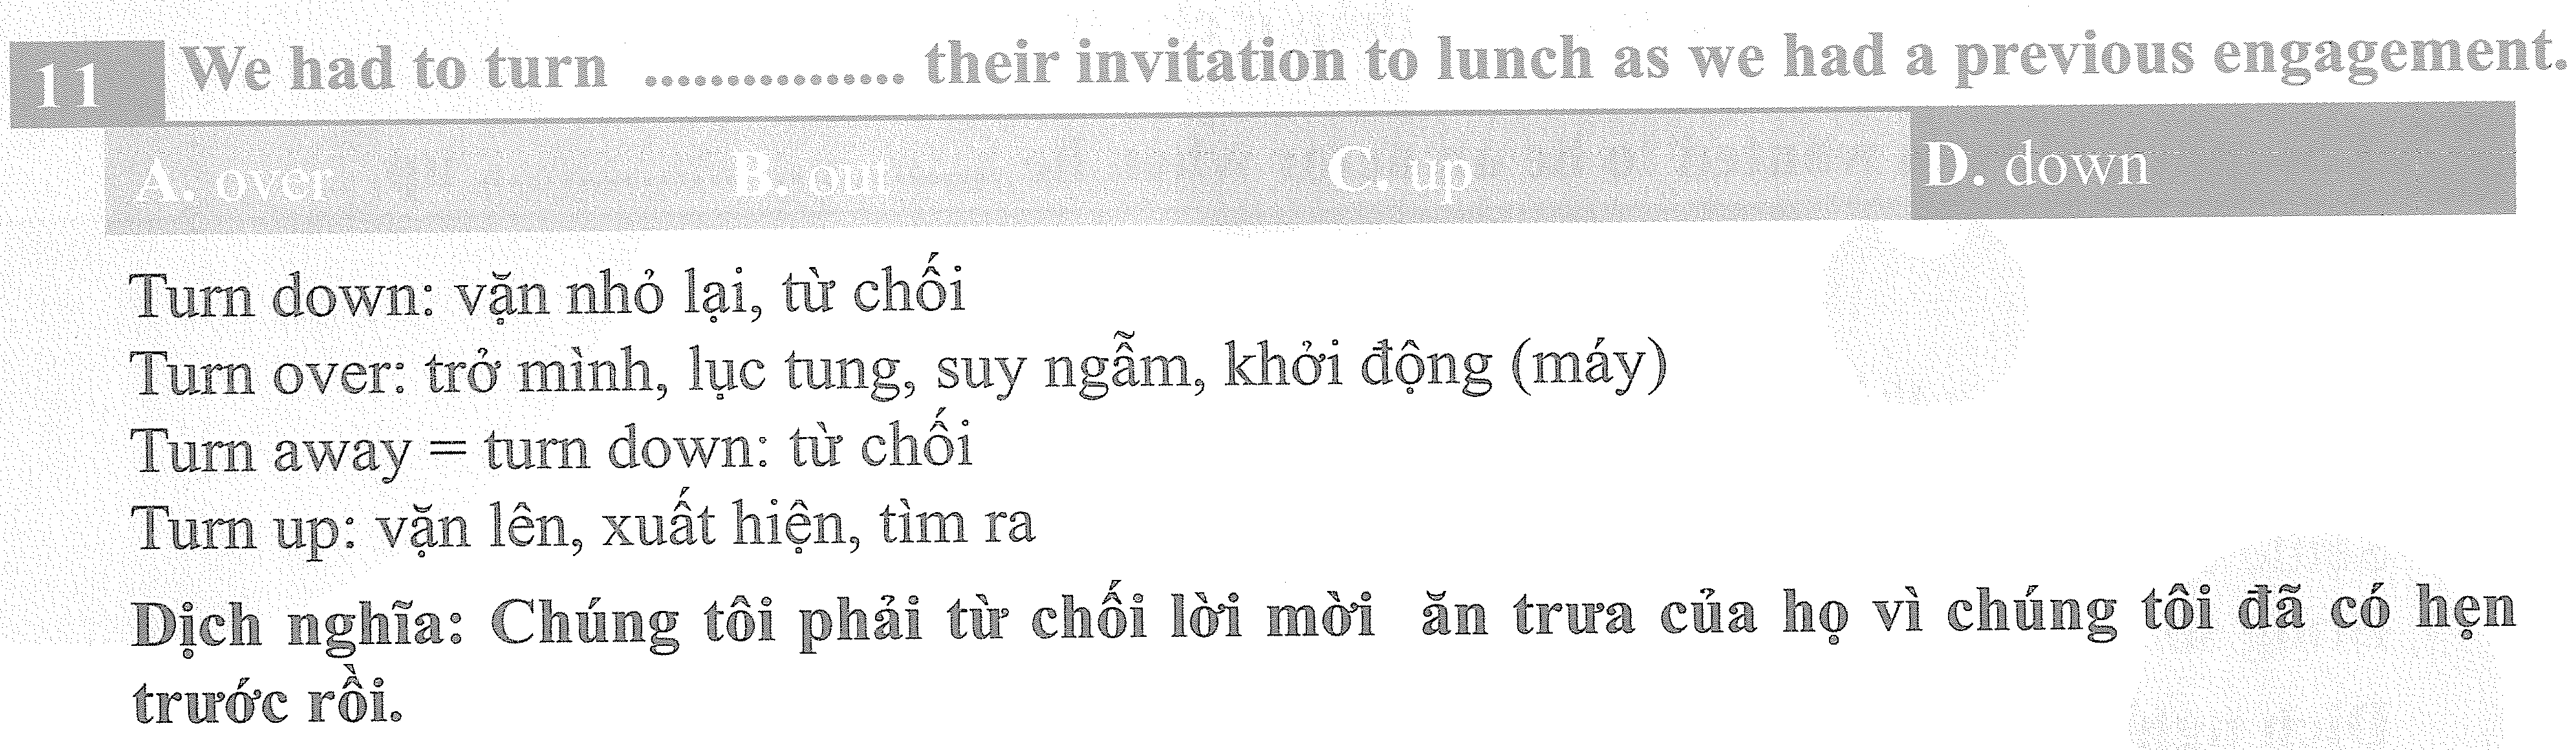 11 We had to turn ............... their invitation to lunch as we had a previous engagement.
A. over B. out C. up D. down
Turn down: vặn nhỏ lại, từ chối
Turn over: trở mình, lục tung, suy ngẫm, khởi động (máy)
Turn away = turn down: từ chối
Turn up: vặn lên, xuất hiện, tìm ra
Dịch nghĩa: Chúng tôi phải từ chối lời mời ăn trưa của họ vì chúng tôi đã có hẹn
trước rồi.